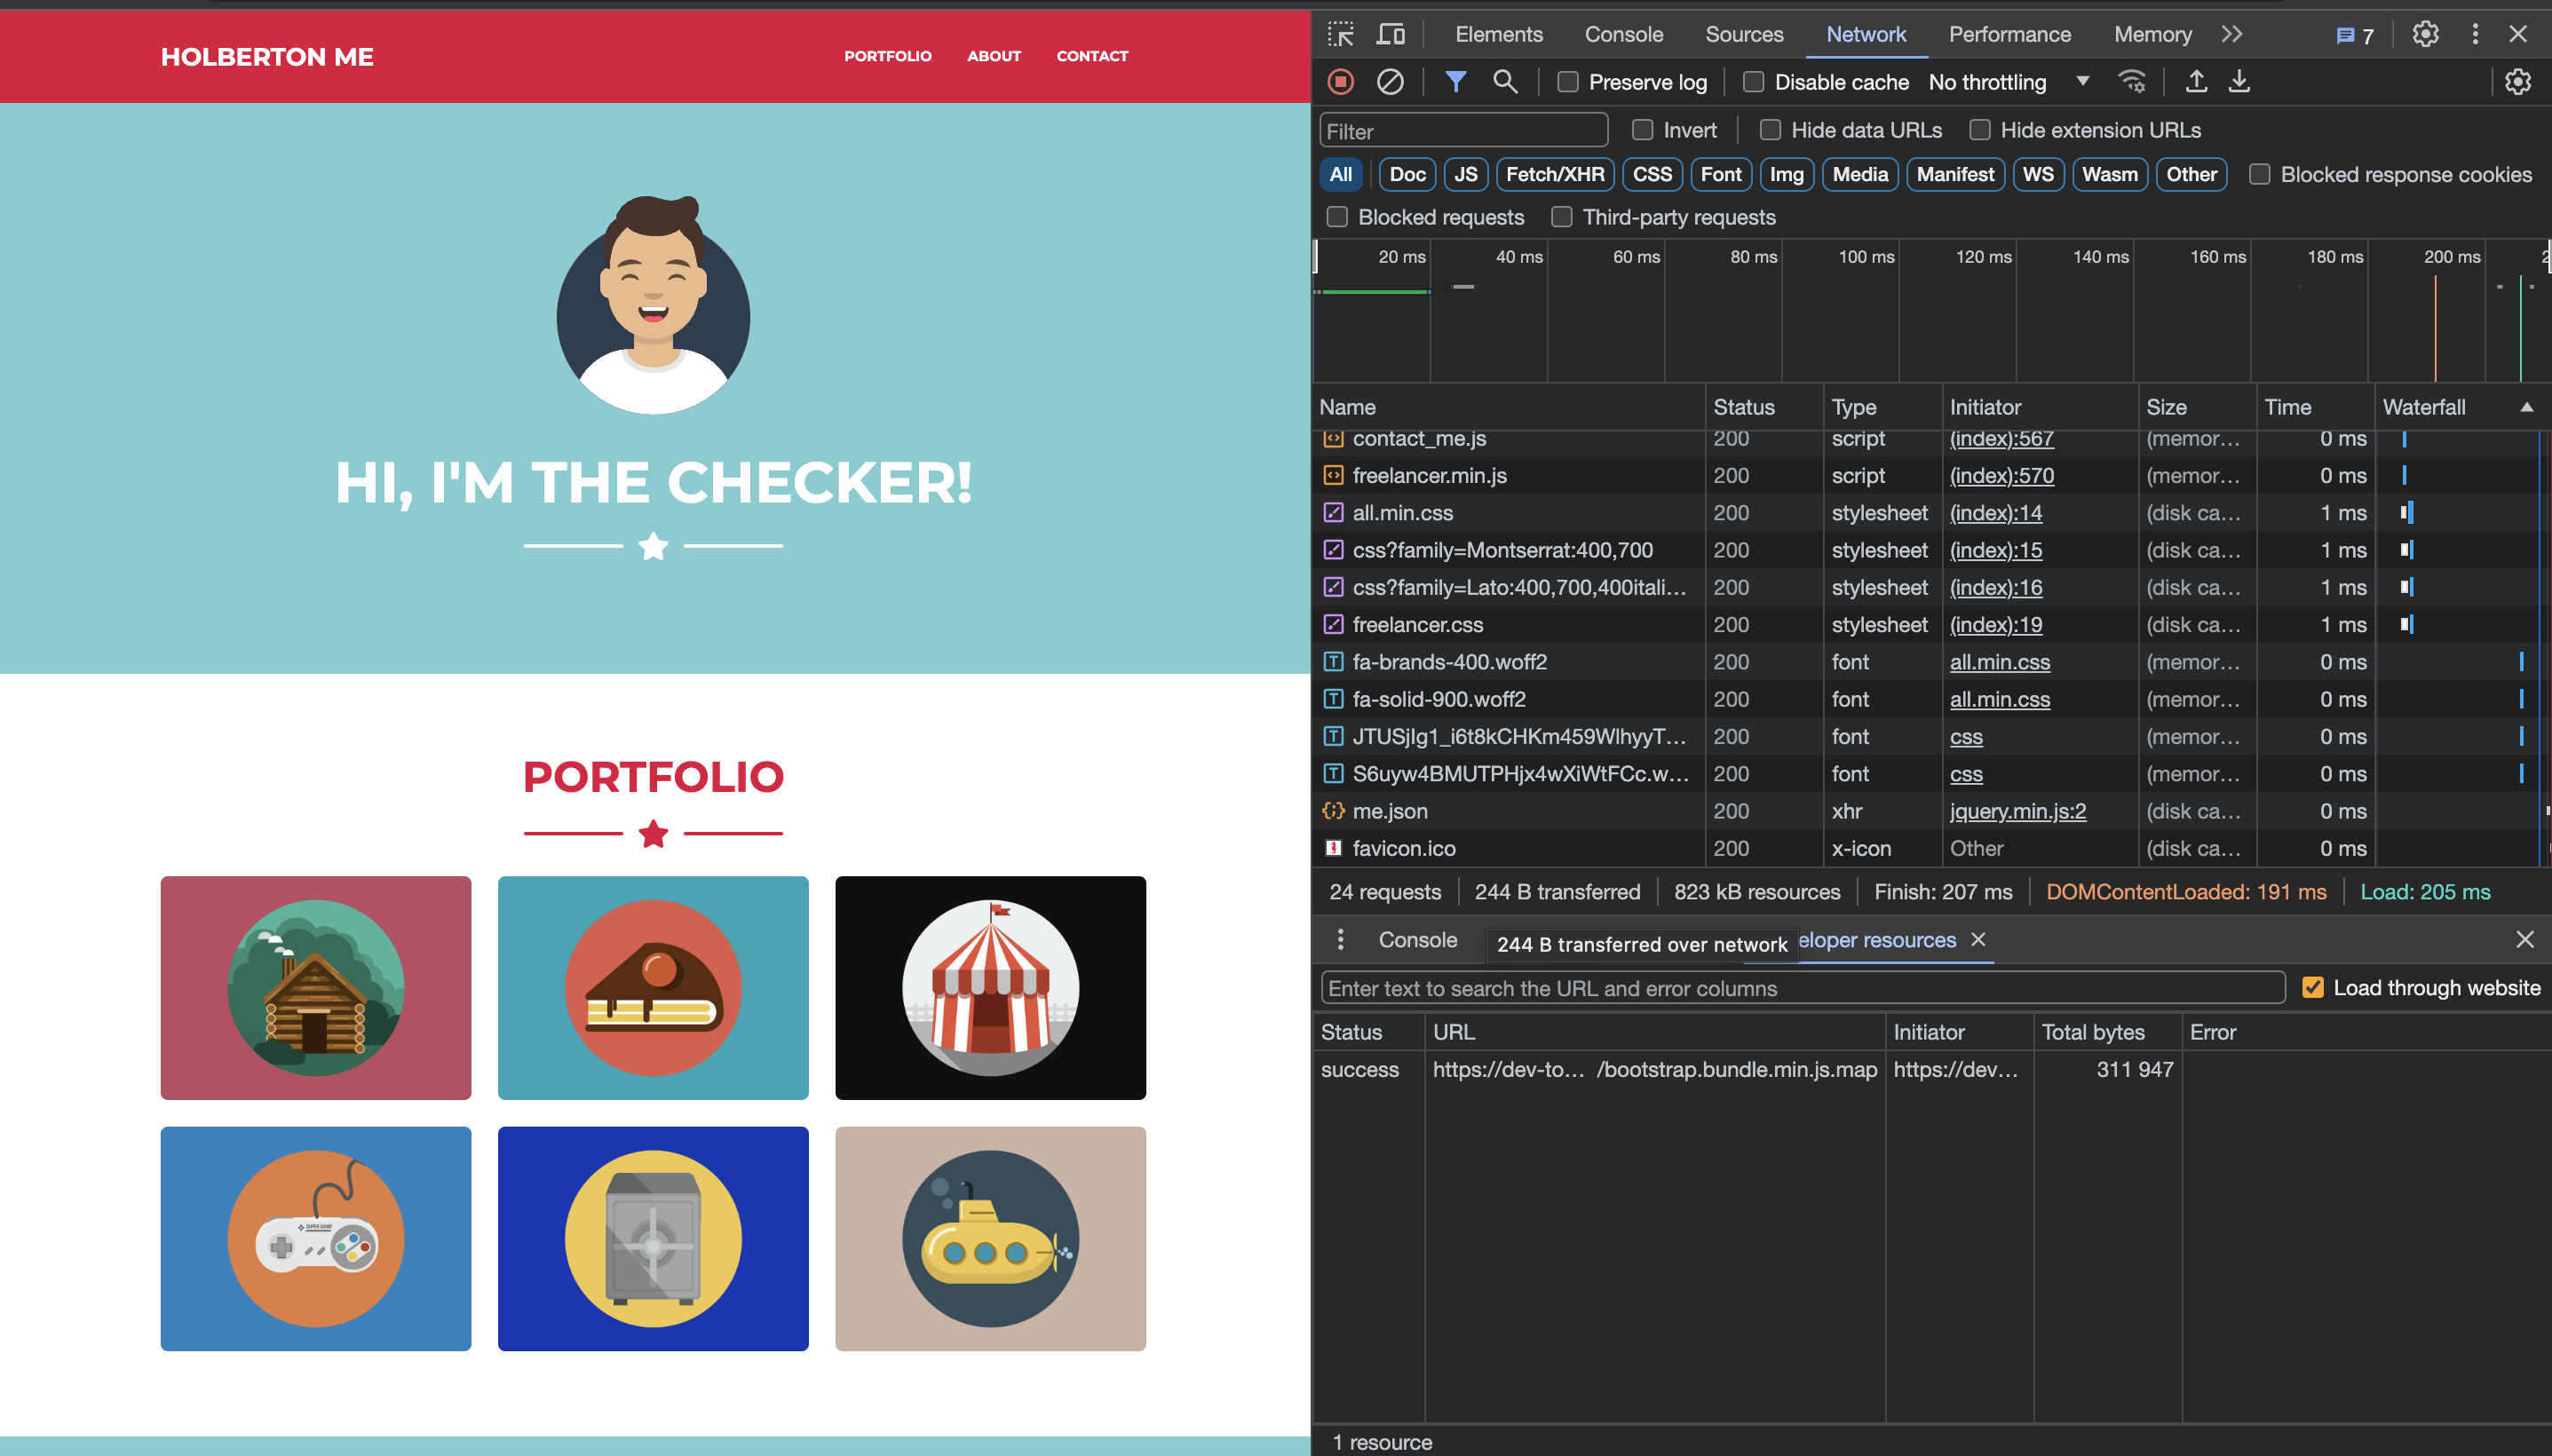 HOLBERTON ME
PORTFOLIO ABOUT CONTACT
HI, I'M THE CHECKER!
PORTFOLIO
SUPER GAME
Elements Console Sources Network Performance Memory 7
Preserve log Disable cache No throttling
Filter Invert Hide data URLs Hide extension URLs
All Doc JS Fetch/XHR CSS Font Img Media Manifest WS Wasm Other Blocked response cookies
Blocked requests Third-party requests
20 ms 40 ms 60 ms 80 ms 100 ms 120 ms 140 ms 160 ms 180 ms 200 ms
Name Status Type Initiator Size Time Waterfall
contact_me.js 200 script (index):567 (memor… 0 ms
freelancer.min.js 200 script (index):570 (memor… 0 ms
all.min.css 200 stylesheet (index):14 (disk ca… 1 ms
css?family=Montserrat:400,700 200 stylesheet (index):15 (disk ca… 1 ms
css?family=Lato:400,700,400itali… 200 stylesheet (index):16 (disk ca… 1 ms
freelancer.css 200 stylesheet (index):19 (disk ca… 1 ms
fa-brands-400.woff2 200 font all.min.css (memor… 0 ms
fa-solid-900.woff2 200 font all.min.css (memor… 0 ms
JTUSjIg1_i6t8kCHKm459WlhyyT… 200 font css (memor… 0 ms
S6uyw4BMUTPHjx4wXiWtFCc.w… 200 font css (memor… 0 ms
me.json 200 xhr jquery.min.js:2 (disk ca… 0 ms
favicon.ico 200 x-icon Other (disk ca… 0 ms
24 requests 244 B transferred 823 kB resources Finish: 207 ms DOMContentLoaded: 191 ms Load: 205 ms
Console 244 B transferred over network eloper resources
Enter text to search the URL and error columns Load through website
Status URL Initiator Total bytes Error
success https://dev-to… /bootstrap.bundle.min.js.map https://dev… 311 947
1 resource